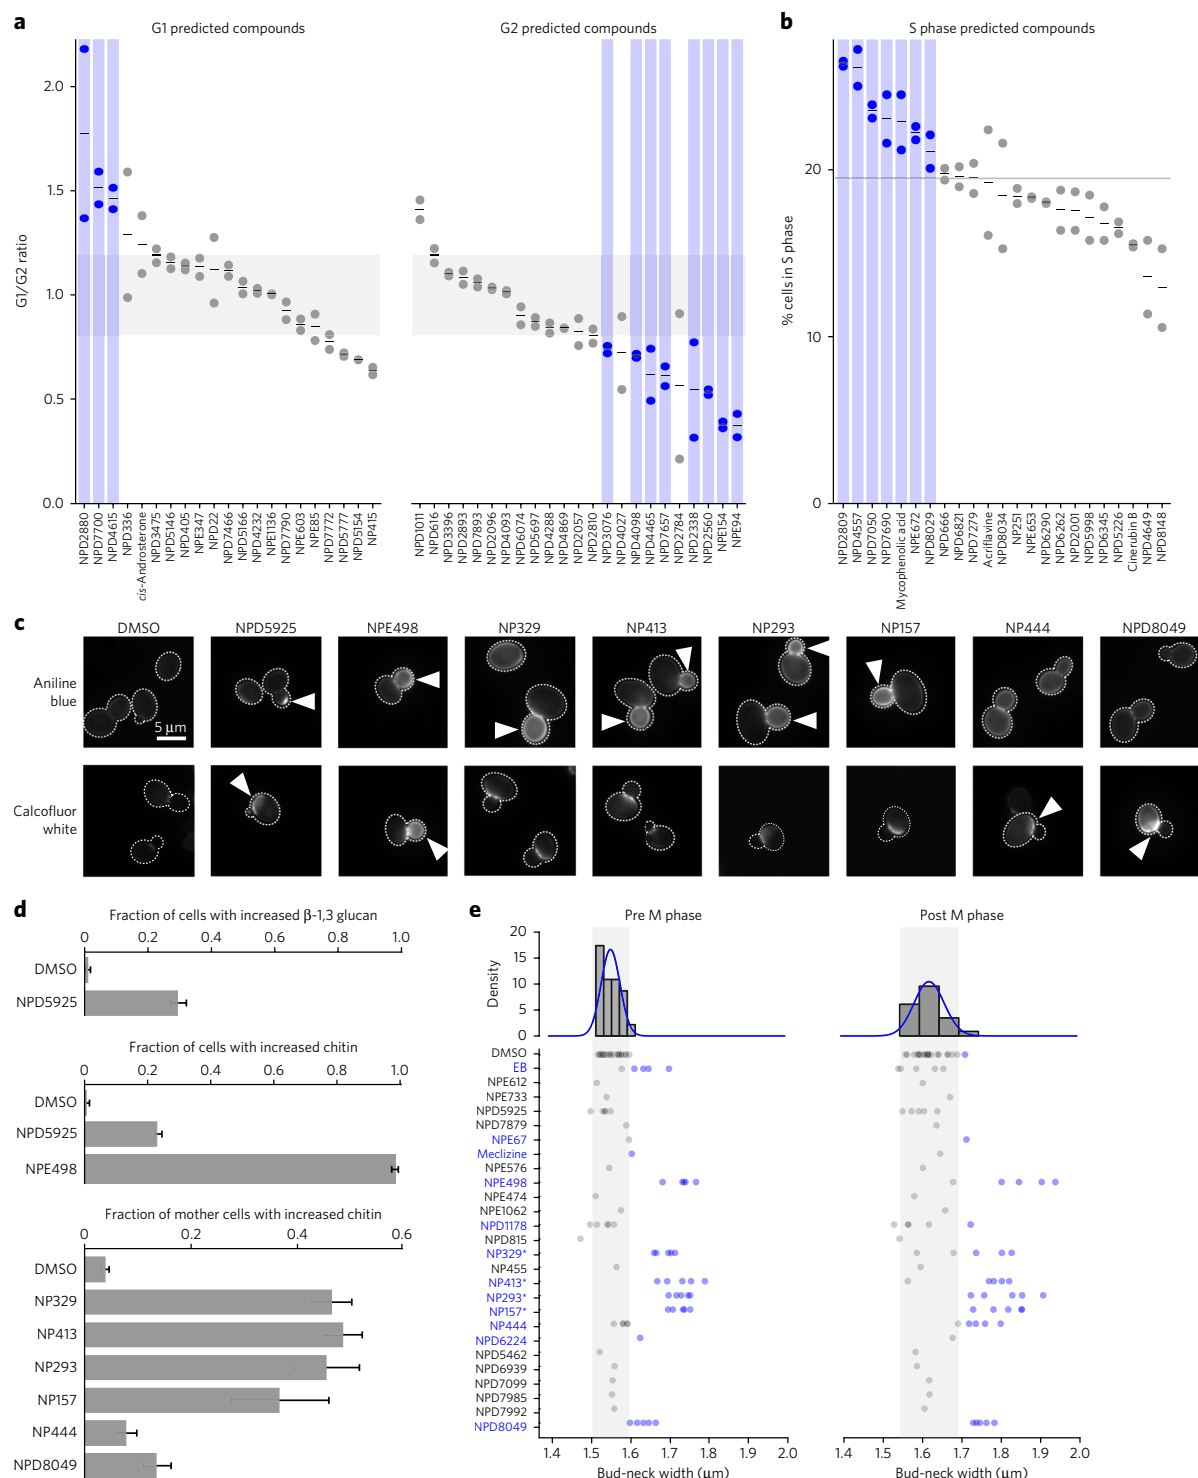 a
G1 predicted compounds
G2 predicted compounds
G1/G2 ratio
2.0
1.5
1.0
0.5
0.0
NPD2880
NPD7700
NPD4615
NPD336
cis-Androsterone
NPD3475
NPD5146
NPD405
NPE347
NPD22
NPD7466
NPD5166
NPD4232
NPE1136
NPD7790
NPE603
NPE85
NPD7772
NPD5777
NPD5154
NP415
NPD1011
NPD616
NPD3396
NPD2893
NPD7893
NPD2096
NPD4093
NPD6074
NPD5697
NPD4288
NPD4869
NPD2057
NPD2810
NPD3076
NPD4027
NPD4098
NPD4465
NPD7657
NPD2784
NPD2338
NPD2560
NPE154
NPE94
b
S phase predicted compounds
% cells in S phase
20
10
0
NPD2809
NPD4557
NPD7050
NPD7690
Mycophenolic acid
NPE672
NPD8029
NPD666
NPD6821
NPD7279
Acriflavine
NPD8034
NP251
NPE653
NPD6290
NPD6262
NPD2001
NPD5998
NPD6345
NPD5226
Cinerubin B
NPD4649
NPD8148
c
DMSO
NPD5925
NPE498
NP329
NP413
NP293
NP157
NP444
NPD8049
Aniline
blue
5 μm
Calcofluor
white
d
Fraction of cells with increased β-1,3 glucan
0 0.2 0.4 0.6 0.8 1.0
DMSO
NPD5925
Fraction of cells with increased chitin
0 0.2 0.4 0.6 0.8 1.0
DMSO
NPD5925
NPE498
Fraction of mother cells with increased chitin
0 0.2 0.4 0.6
DMSO
NP329
NP413
NP293
NP157
NP444
NPD8049
e
Pre M phase
Post M phase
Density
20
15
10
5
0
DMSO
EB
NPE612
NPE733
NPD5925
NPD7879
NPE67
Meclizine
NPE576
NPE498
NPE474
NPE1062
NPD1178
NPD815
NP329*
NP455
NP413*
NP293*
NP157*
NP444
NPD6224
NPD5462
NPD6939
NPD7099
NPD7985
NPD7992
NPD8049
1.4 1.5 1.6 1.7 1.8 1.9 2.0
Bud-neck width (μm)
1.4 1.5 1.6 1.7 1.8 1.9 2.0
Bud-neck width (μm)